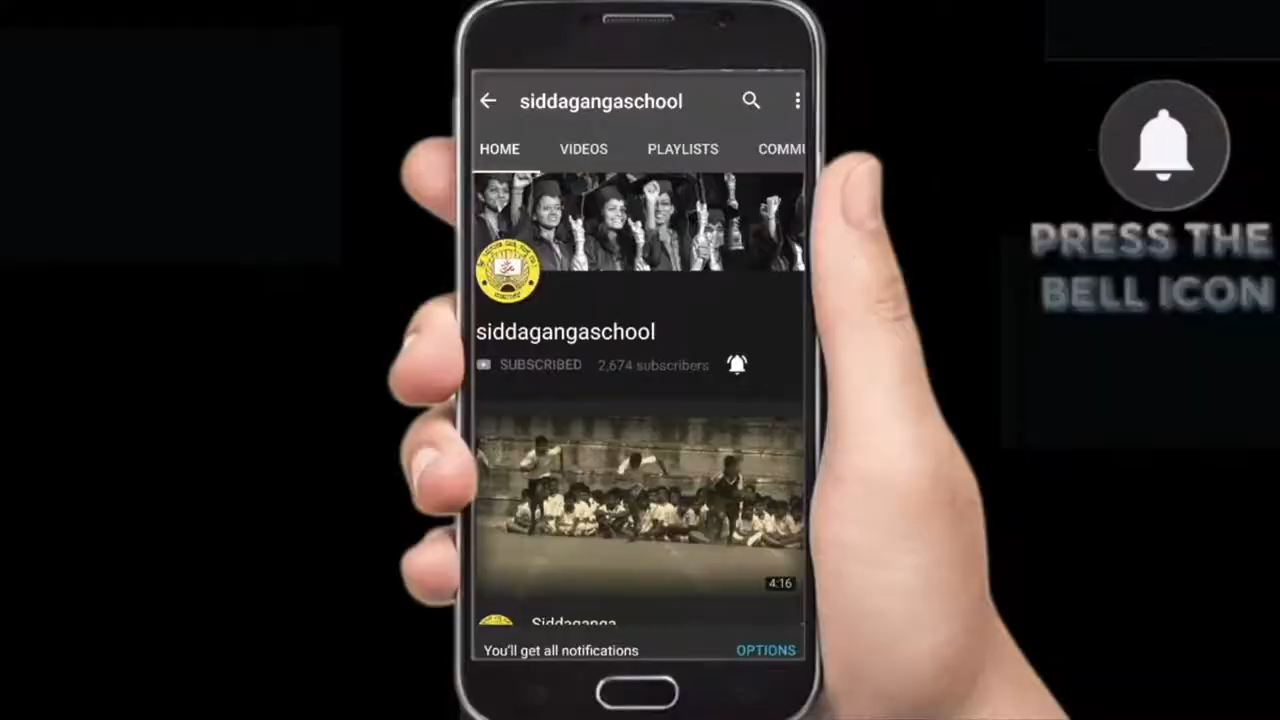 siddagangaschool
HOME VIDEOS PLAYLISTS COMMU
siddagangaschool
SUBSCRIBED 2,674 subscribers
4:16
Siddaganga
You'll get all notifications OPTIONS
PRESS THE
BELL ICON